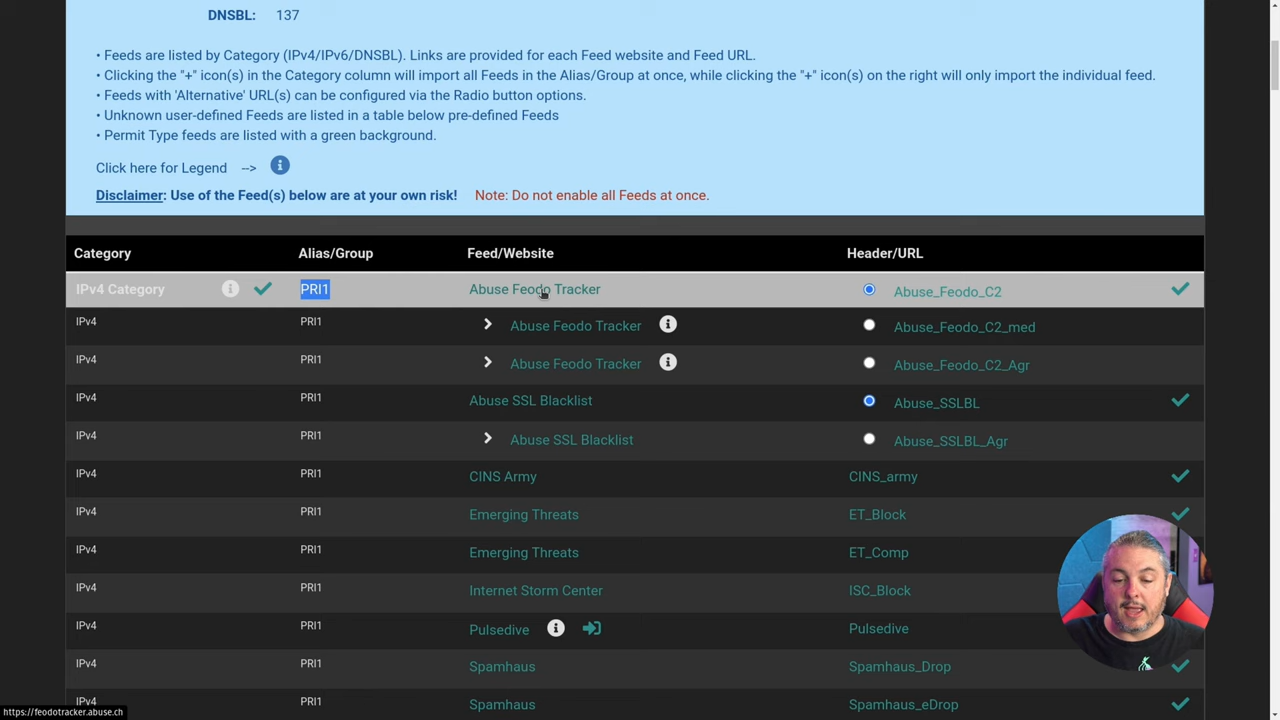 DNSBL: 137
• Feeds are listed by Category (IPv4/IPv6/DNSBL). Links are provided for each Feed website and Feed URL.
• Clicking the "+" icon(s) in the Category column will import all Feeds in the Alias/Group at once, while clicking the "+" icon(s) on the right will only import the individual feed.
• Feeds with 'Alternative' URL(s) can be configured via the Radio button options.
• Unknown user-defined Feeds are listed in a table below pre-defined Feeds
• Permit Type feeds are listed with a green background.
Click here for Legend -->
Disclaimer: Use of the Feed(s) below are at your own risk! Note: Do not enable all Feeds at once.
Category Alias/Group Feed/Website Header/URL
IPv4 Category PRI1 Abuse Feodo Tracker Abuse_Feodo_C2
IPv4 PRI1 Abuse Feodo Tracker Abuse_Feodo_C2_med
IPv4 PRI1 Abuse Feodo Tracker Abuse_Feodo_C2_Agr
IPv4 PRI1 Abuse SSL Blacklist Abuse_SSLBL
IPv4 PRI1 Abuse SSL Blacklist Abuse_SSLBL_Agr
IPv4 PRI1 CINS Army CINS_army
IPv4 PRI1 Emerging Threats ET_Block
IPv4 PRI1 Emerging Threats ET_Comp
IPv4 PRI1 Internet Storm Center ISC_Block
IPv4 PRI1 Pulsedive Pulsedive
IPv4 PRI1 Spamhaus Spamhaus_Drop
IPv4 PRI1 Spamhaus Spamhaus_eDrop
https://feodotracker.abuse.ch